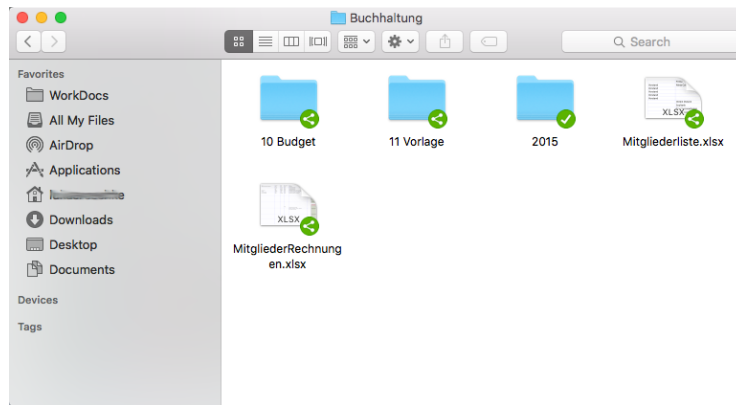 Buchhaltung
Search
Favorites
WorkDocs
All My Files
AirDrop
Applications
Downloads
Desktop
Documents
Devices
Tags
10 Budget
11 Vorlage
2015
XLSX
Mitgliederliste.xlsx
XLSX
MitgliederRechnung
en.xlsx